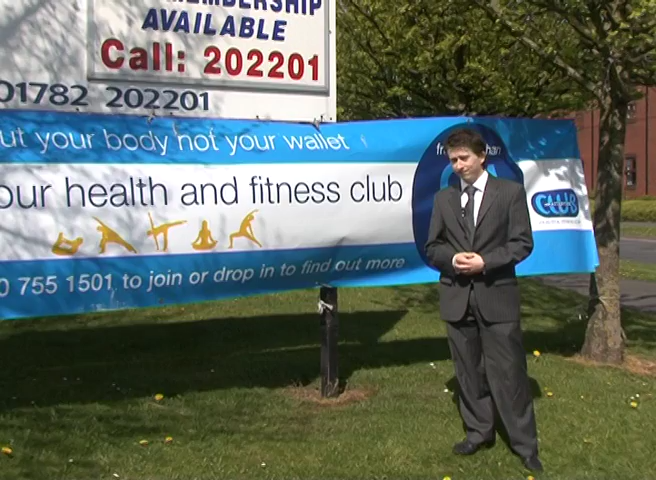 MEMBERSHIP
AVAILABLE
Call: 202201
01782 202201
ut your body not your wallet
our health and fitness club
0 755 1501 to join or drop in to find out more
CLUB